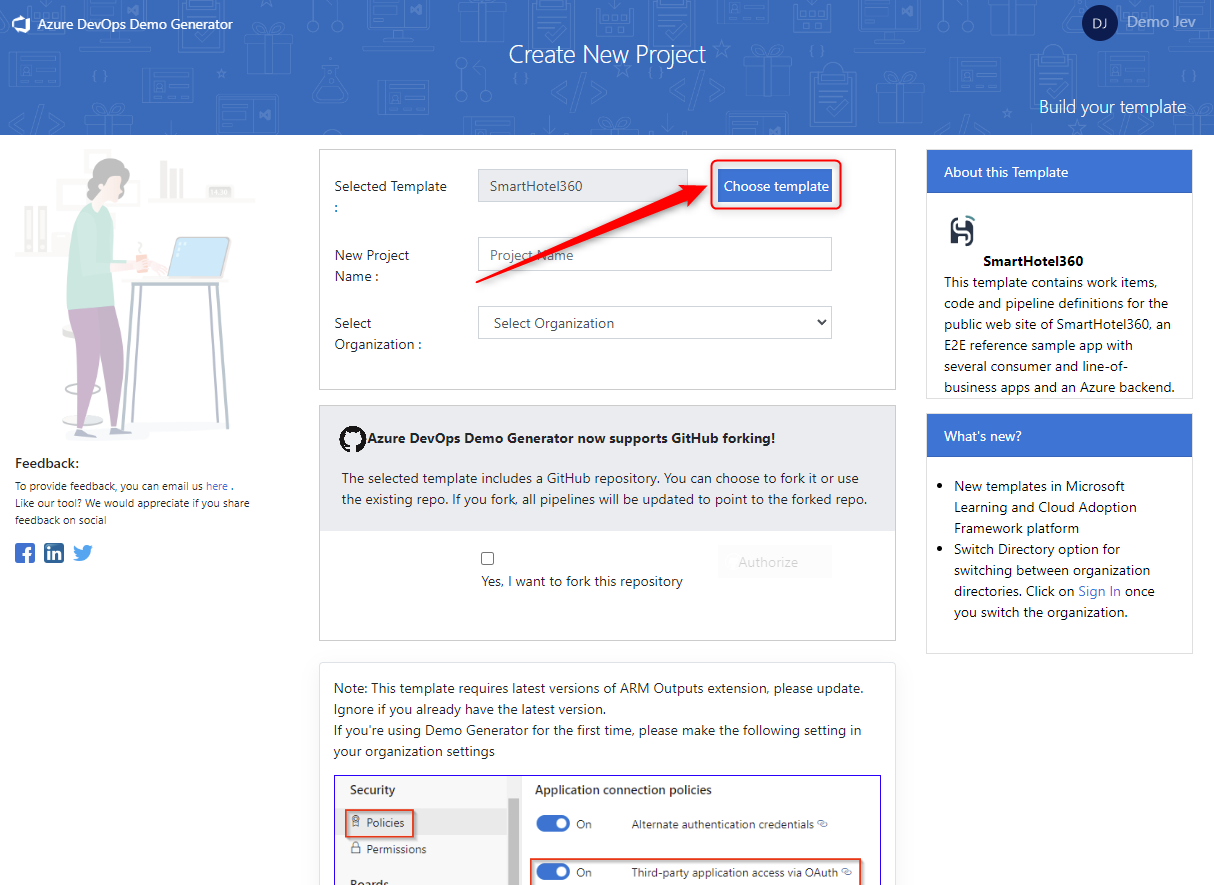 Azure DevOps Demo Generator
DJ
Demo Jev
Create New Project
Build your template
Selected Template
:
SmartHotel360
Choose template
New Project
Name :
Project Name
Select
Organization :
Select Organization
Azure DevOps Demo Generator now supports GitHub forking!
The selected template includes a GitHub repository. You can choose to fork it or use
the existing repo. If you fork, all pipelines will be updated to point to the forked repo.
Yes, I want to fork this repository
Authorize
Note: This template requires latest versions of ARM Outputs extension, please update.
Ignore if you already have the latest version.
If you're using Demo Generator for the first time, please make the following setting in
your organization settings
Security
Policies
Permissions
Boards
Application connection policies
On
Alternate authentication credentials
On
Third-party application access via OAuth
About this Template
SmartHotel360
This template contains work items,
code and pipeline definitions for the
public web site of SmartHotel360, an
E2E reference sample app with
several consumer and line-of-
business apps and an Azure backend.
What's new?
New templates in Microsoft
Learning and Cloud Adoption
Framework platform
Switch Directory option for
switching between organization
directories. Click on Sign In once
you switch the organization.
Feedback:
To provide feedback, you can email us here .
Like our tool? We would appreciate if you share
feedback on social